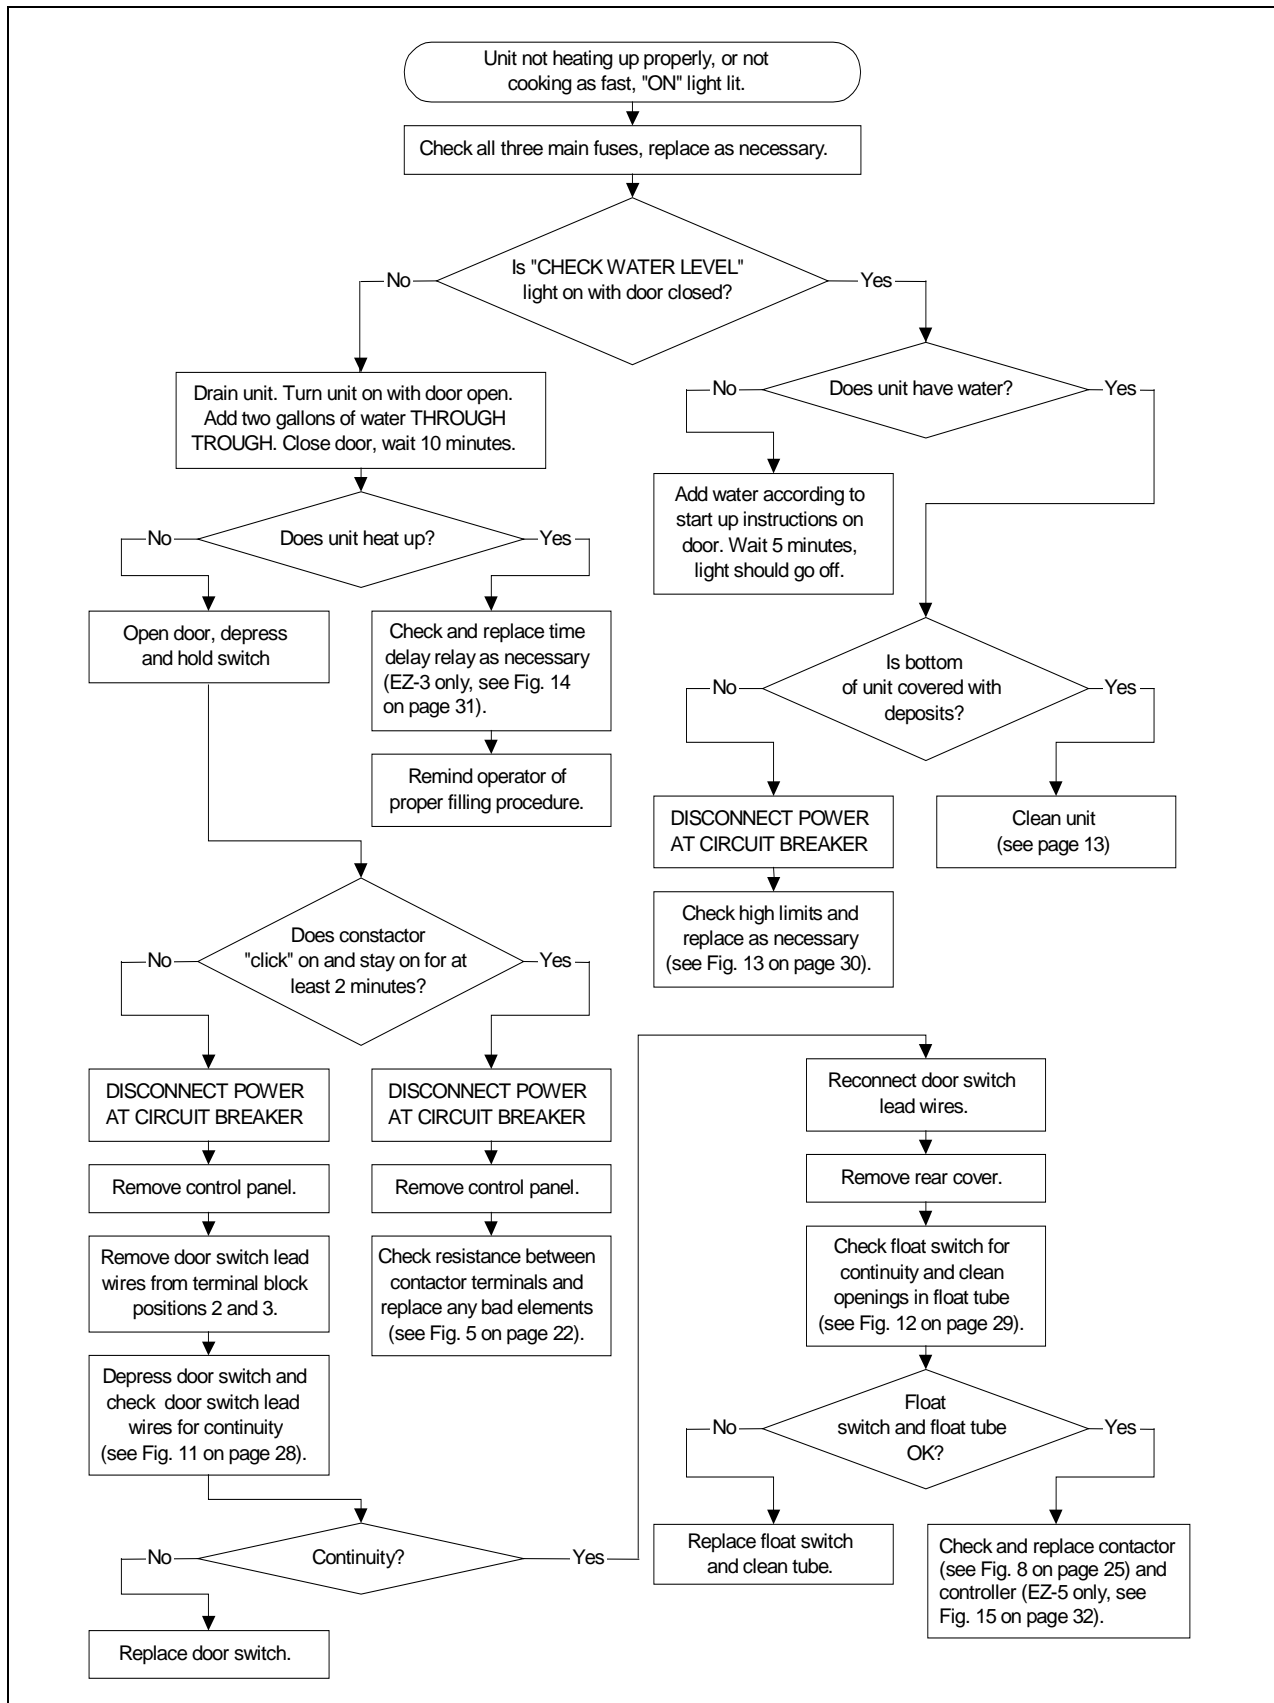 Unit not heating up properly, or not
cooking as fast, "ON" light lit.
Check all three main fuses, replace as necessary.
Is "CHECK WATER LEVEL"
light on with door closed?
No
Yes
Drain unit. Turn unit on with door open.
Add two gallons of water THROUGH
TROUGH. Close door, wait 10 minutes.
Does unit have water?
No
Yes
Add water according to
start up instructions on
door. Wait 5 minutes,
light should go off.
Does unit heat up?
No
Yes
Open door, depress
and hold switch
Check and replace time
delay relay as necessary
(EZ-3 only, see Fig. 14
on page 31).
Remind operator of
proper filling procedure.
Is bottom
of unit covered with
deposits?
No
Yes
DISCONNECT POWER
AT CIRCUIT BREAKER
Clean unit
(see page 13)
Check high limits and
replace as necessary
(see Fig. 13 on page 30).
Does constactor
"click" on and stay on for at
least 2 minutes?
No
Yes
DISCONNECT POWER
AT CIRCUIT BREAKER
DISCONNECT POWER
AT CIRCUIT BREAKER
Remove control panel.
Remove control panel.
Remove door switch lead
wires from terminal block
positions 2 and 3.
Check resistance between
contactor terminals and
replace any bad elements
(see Fig. 5 on page 22).
Depress door switch and
check door switch lead
wires for continuity
(see Fig. 11 on page 28).
Continuity?
No
Yes
Replace door switch.
Reconnect door switch
lead wires.
Remove rear cover.
Check float switch for
continuity and clean
openings in float tube
(see Fig. 12 on page 29).
Float
switch and float tube
OK?
No
Yes
Replace float switch
and clean tube.
Check and replace contactor
(see Fig. 8 on page 25) and
controller (EZ-5 only, see
Fig. 15 on page 32).